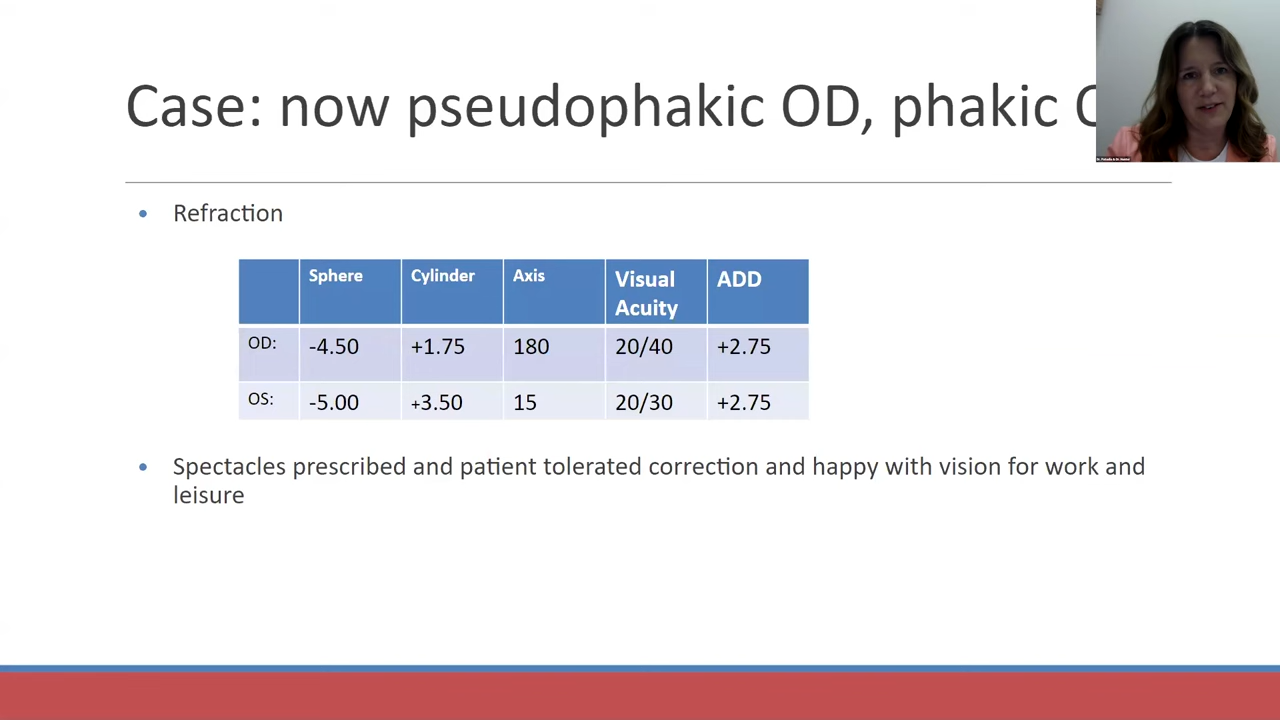 Case: now pseudophakic OD, phakic
Refraction
Sphere Cylinder Axis Visual Acuity ADD
OD: -4.50 +1.75 180 20/40 +2.75
OS: -5.00 +3.50 15 20/30 +2.75
Spectacles prescribed and patient tolerated correction and happy with vision for work and
leisure